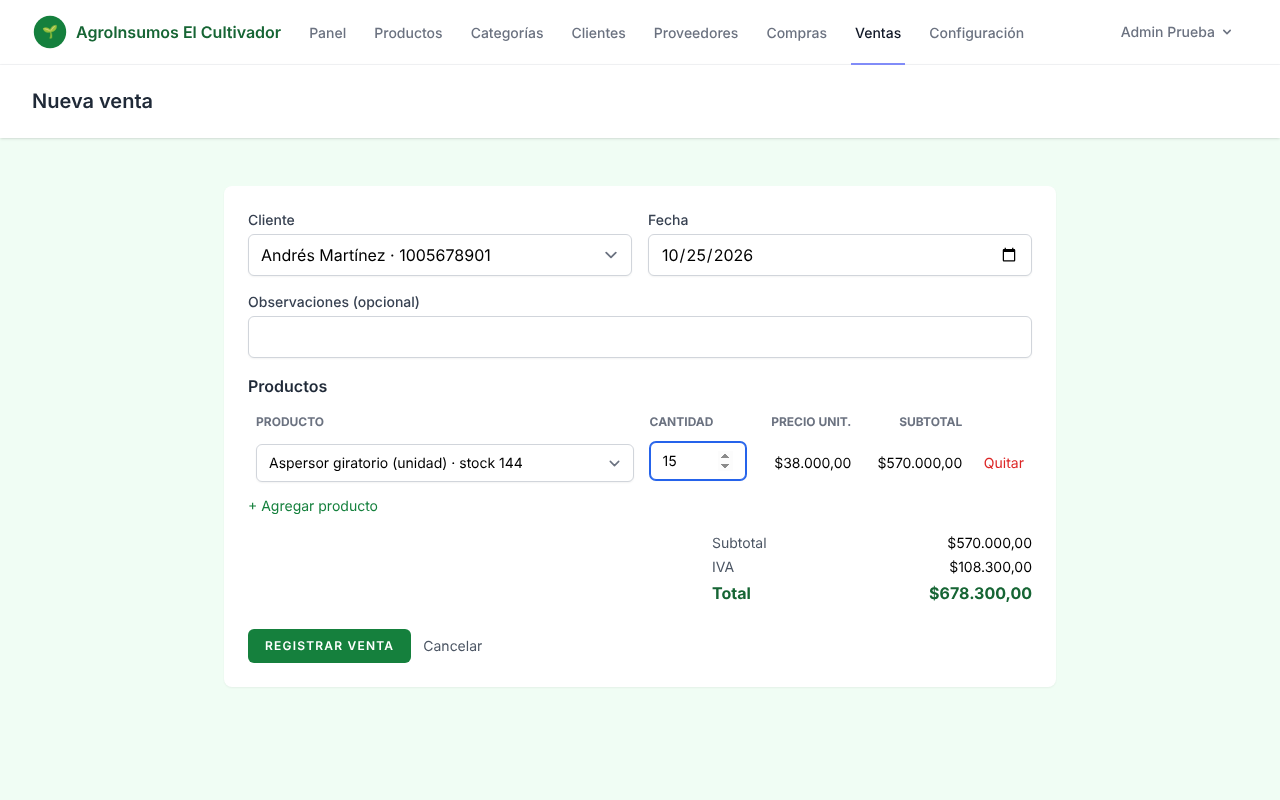 AgroInsumos El Cultivador Panel Productos Categorías Clientes Proveedores Compras Ventas Configuración Admin Prueba
Nueva venta
Cliente Fecha
Andrés Martínez · 1005678901 10/25/2026
Observaciones (opcional)
Productos
PRODUCTO CANTIDAD PRECIO UNIT. SUBTOTAL
Aspersor giratorio (unidad) · stock 144 15 $38.000,00 $570.000,00 Quitar
+ Agregar producto
Subtotal $570.000,00
IVA $108.300,00
Total $678.300,00
REGISTRAR VENTA Cancelar